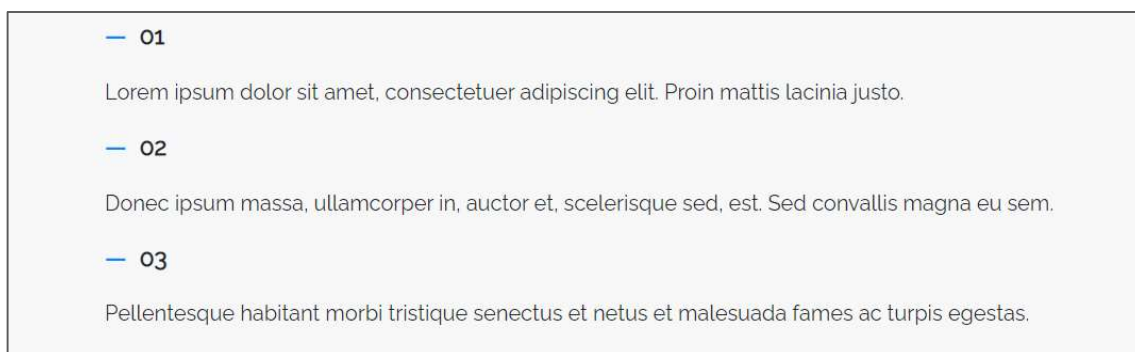 — 01
Lorem ipsum dolor sit amet, consectetuer adipiscing elit. Proin mattis lacinia justo.
— 02
Donec ipsum massa, ullamcorper in, auctor et, scelerisque sed, est. Sed convallis magna eu sem.
— 03
Pellentesque habitant morbi tristique senectus et netus et malesuada fames ac turpis egestas.